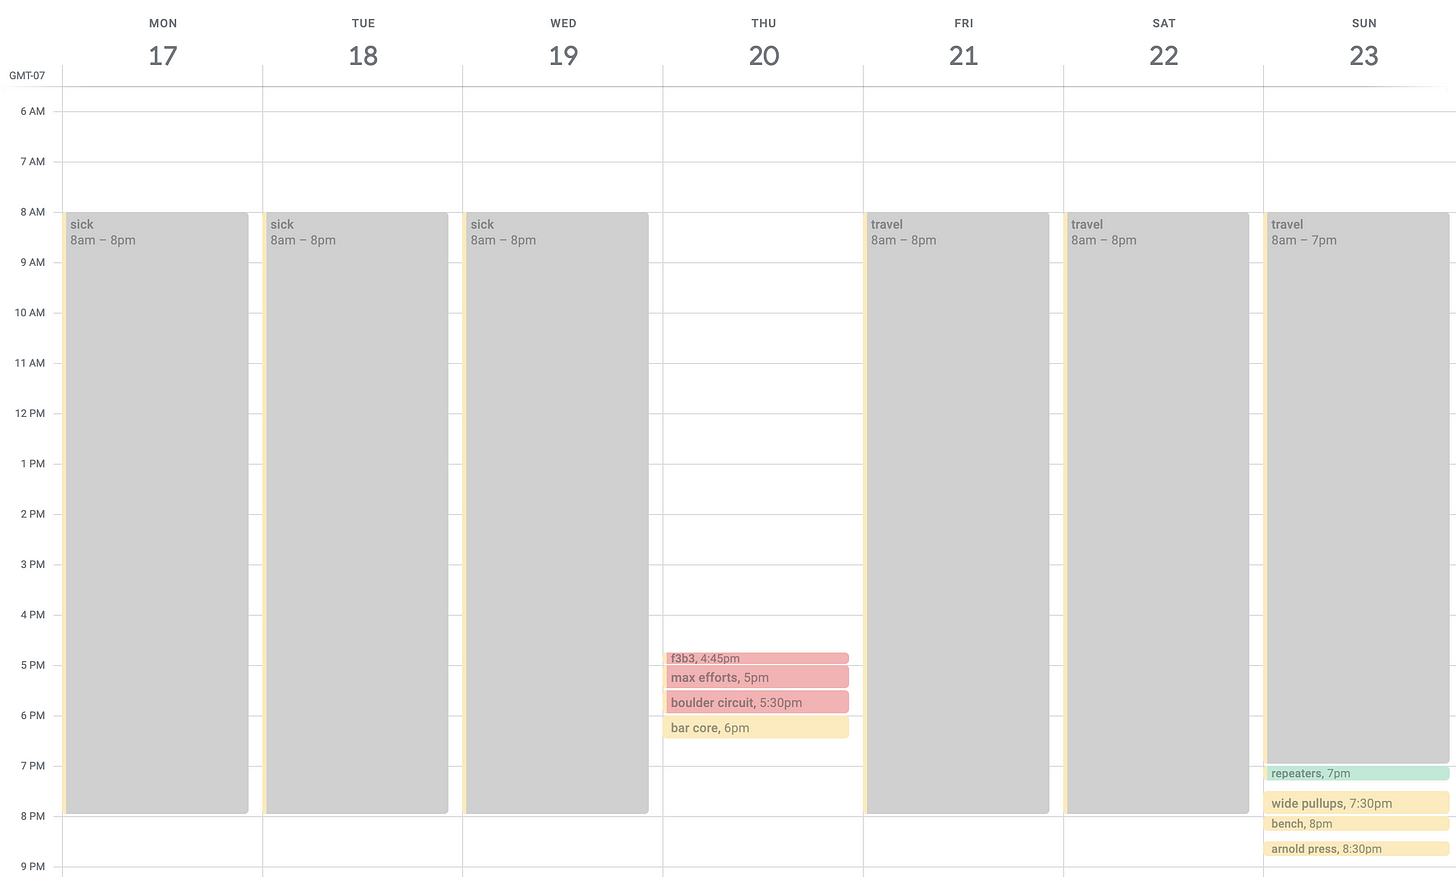 MON
TUE
WED
THU
FRI
SAT
SUN
17
18
19
20
21
22
23
GMT-07
6 AM
7 AM
8 AM
9 AM
10 AM
11 AM
12 PM
1 PM
2 PM
3 PM
4 PM
5 PM
6 PM
7 PM
8 PM
9 PM
sick
8am – 8pm
sick
8am – 8pm
sick
8am – 8pm
f3b3, 4:45pm
max efforts, 5pm
boulder circuit, 5:30pm
bar core, 6pm
travel
8am – 8pm
travel
8am – 8pm
travel
8am – 7pm
repeaters, 7pm
wide pullups, 7:30pm
bench, 8pm
arnold press, 8:30pm